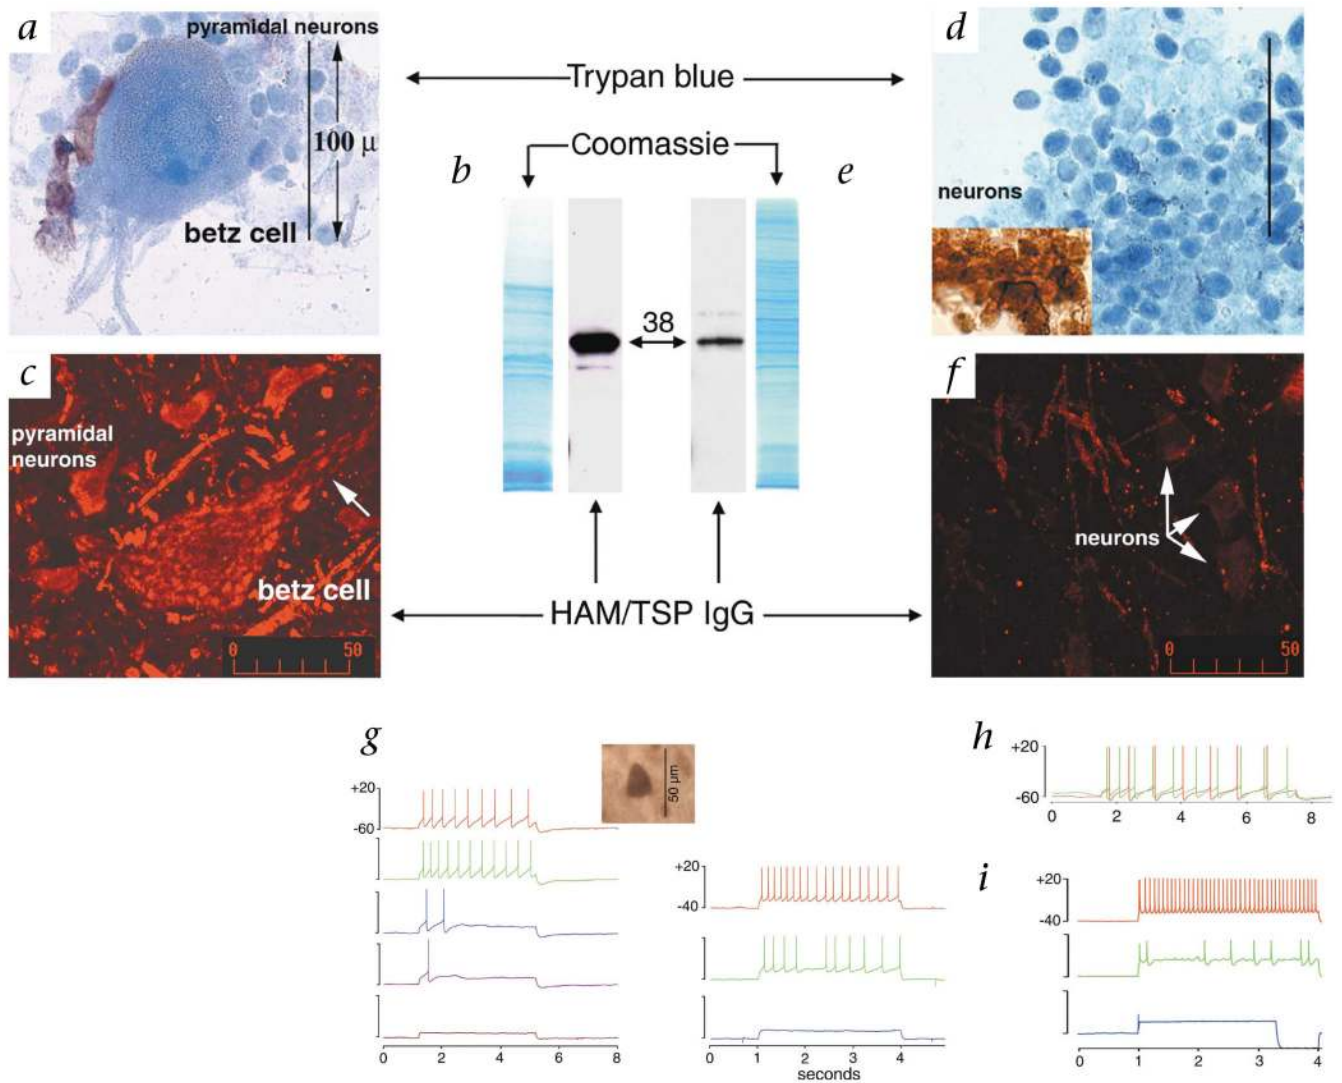 a
pyramidal neurons
100 μ
betz cell
Trypan blue
Coomassie
b
e
38
d
neurons
c
pyramidal
neurons
betz cell
0 50
HAM/TSP IgG
f
neurons
0 50
g
50 μm
+20
-60
0 2 4 6 8
+20
-40
0 1 2 3 4
seconds
h
+20
-60
0 2 4 6 8
i
+20
-40
0 1 2 3 4